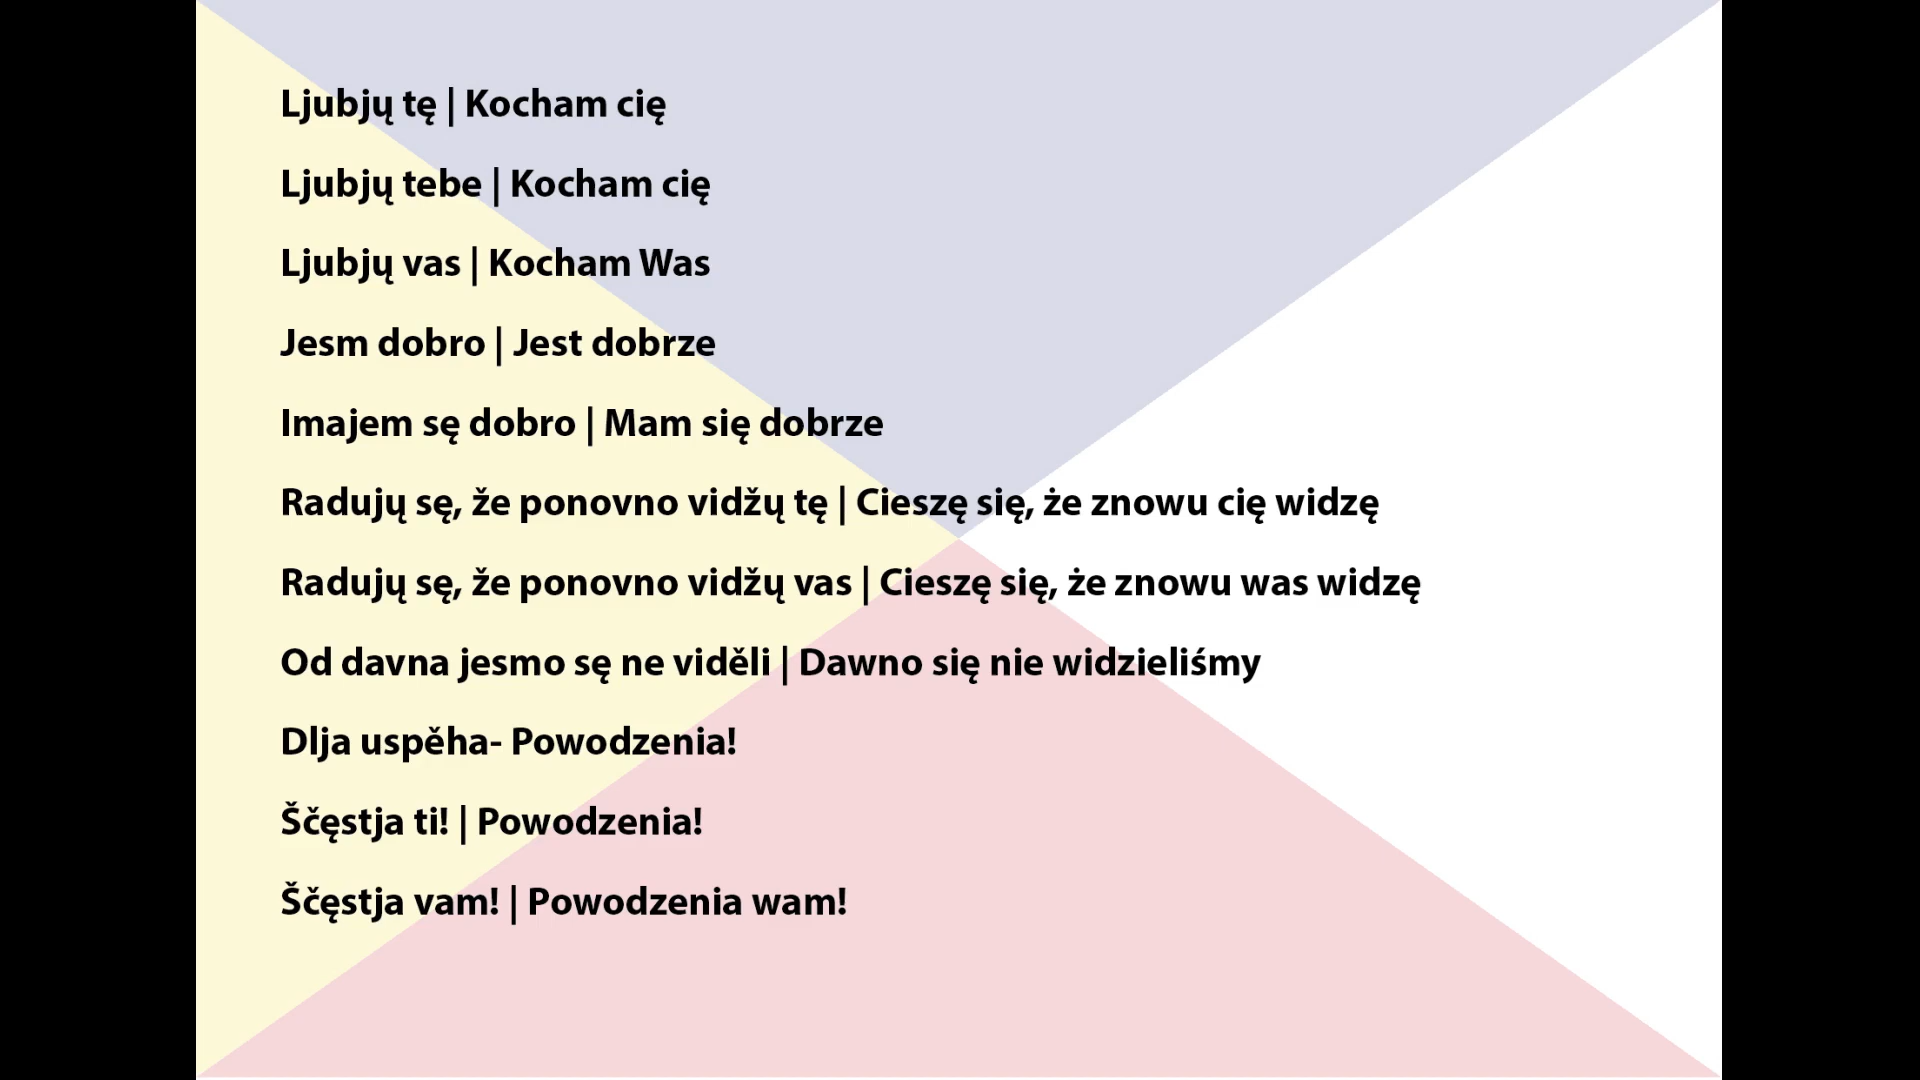 Ljubjų tę | Kocham cię
Ljubjų tebe | Kocham cię
Ljubjų vas | Kocham Was
Jesm dobro | Jest dobrze
Imajem sę dobro | Mam się dobrze
Radujų sę, že ponovno vidžų tę | Cieszę się, że znowu cię widzę
Radujų sę, že ponovno vidžų vas | Cieszę się, że znowu was widzę
Od davna jesmo sę ne viděli | Dawno się nie widzieliśmy
Dlja uspěha- Powodzenia!
Ščęstja ti! | Powodzenia!
Ščęstja vam! | Powodzenia wam!